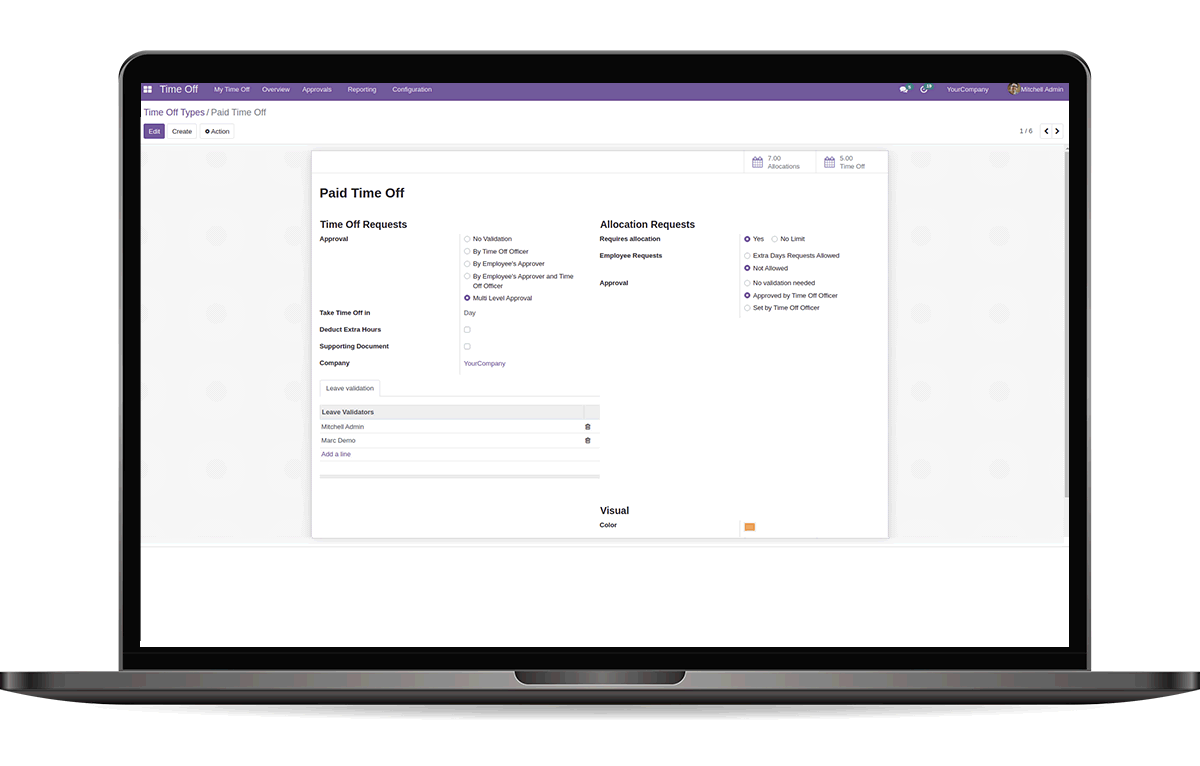 Time Off My Time Off Overview Approvals Reporting Configuration YourCompany Mitchell Admin
Time Off Types / Paid Time Off
Edit Create Action 1 / 6
7.00 Allocations
5.00 Time Off
Paid Time Off
Time Off Requests
Approval
No Validation
By Time Off Officer
By Employee's Approver
By Employee's Approver and Time
Off Officer
Multi Level Approval
Take Time Off in Day
Deduct Extra Hours
Supporting Document
Company YourCompany
Allocation Requests
Requires allocation Yes No Limit
Employee Requests Extra Days Requests Allowed
Not Allowed
Approval No validation needed
Approved by Time Off Officer
Set by Time Off Officer
Leave validation
Leave Validators
Mitchell Admin
Marc Demo
Add a line
Visual
Color